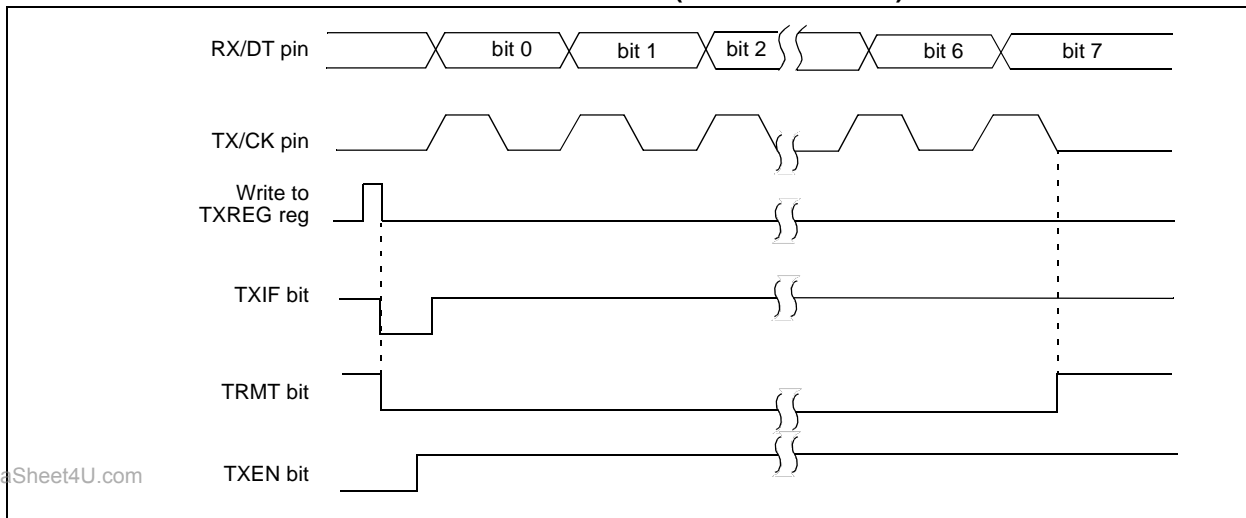 RX/DT pin
bit 0
bit 1
bit 2
bit 6
bit 7
TX/CK pin
Write to
TXREG reg
TXIF bit
TRMT bit
TXEN bit
aSheet4U.com